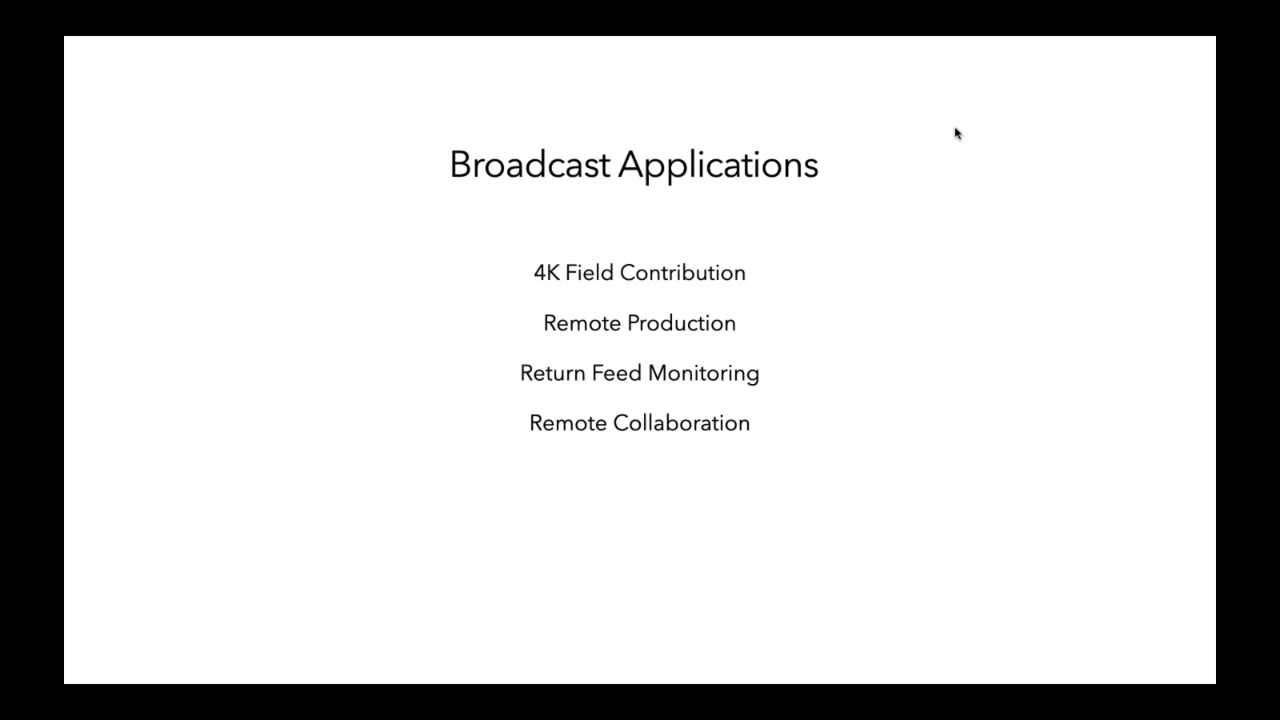 Broadcast Applications
4K Field Contribution
Remote Production
Return Feed Monitoring
Remote Collaboration